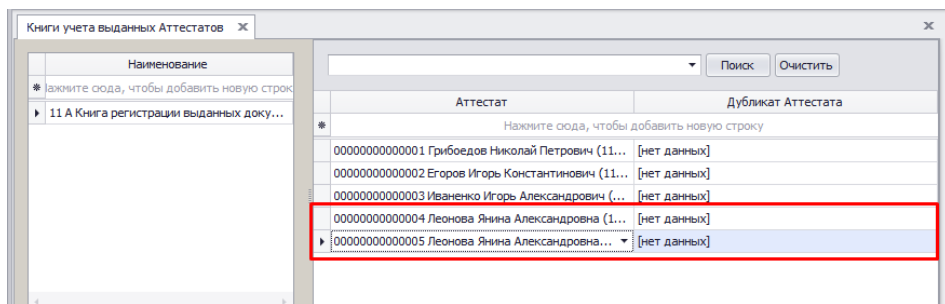 Книги учета выданных Аттестатов
Наименование
Нажмите сюда, чтобы добавить новую строк
11 А Книга регистрации выданных доку...
Поиск Очистить
Аттестат Дубликат Аттестата
Нажмите сюда, чтобы добавить новую строку
00000000000001 Грибоедов Николай Петрович (11... [нет данных]
00000000000002 Егоров Игорь Константинович (11... [нет данных]
00000000000003 Иваненко Игорь Александрович (... [нет данных]
00000000000004 Леонова Янина Александровна (1... [нет данных]
00000000000005 Леонова Янина Александровна... [нет данных]